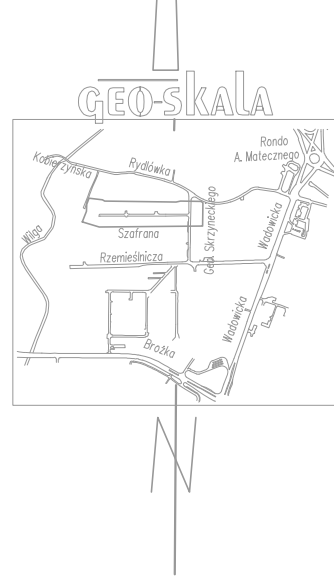 GEO-SKALA
Rondo
A. Matecznego
Kobierzyńska
Rydlówka
Gen. Skrzyneckiego
Wadowicka
Szafrana
Wilga
Rzemieślnicza
Wadowicka
Brożka
N